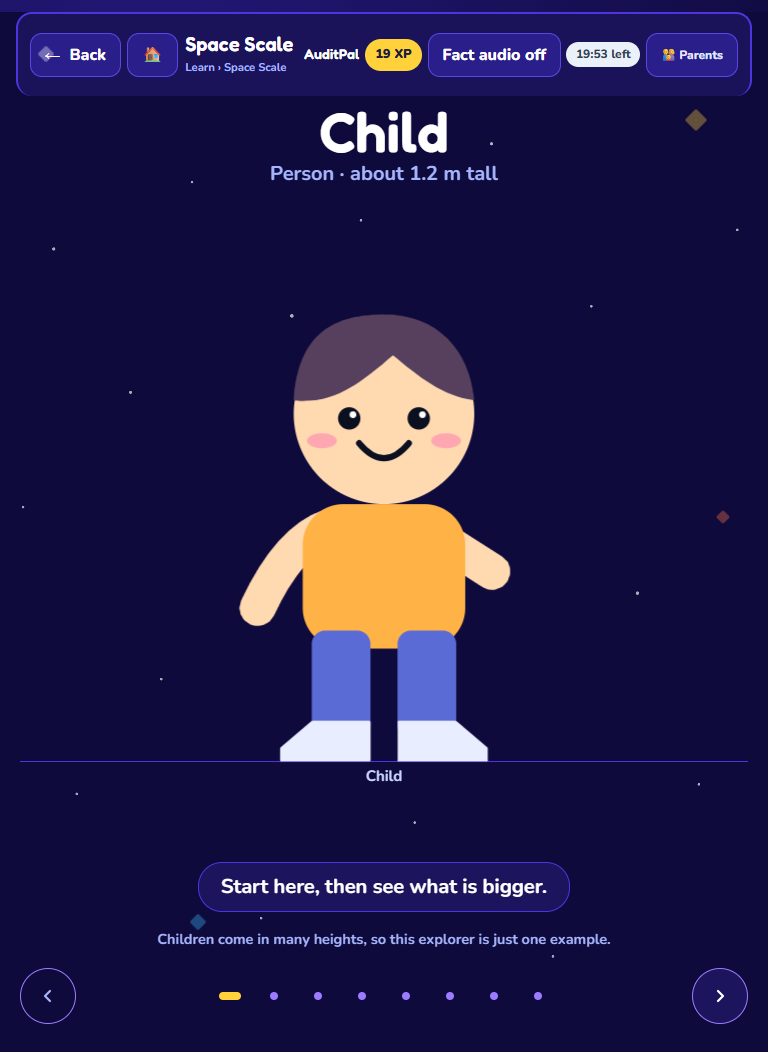 ← Back
Space Scale
Learn › Space Scale
AuditPal
19 XP
Fact audio off
19:53 left
Parents
Child
Person · about 1.2 m tall
Child
Start here, then see what is bigger.
Children come in many heights, so this explorer is just one example.